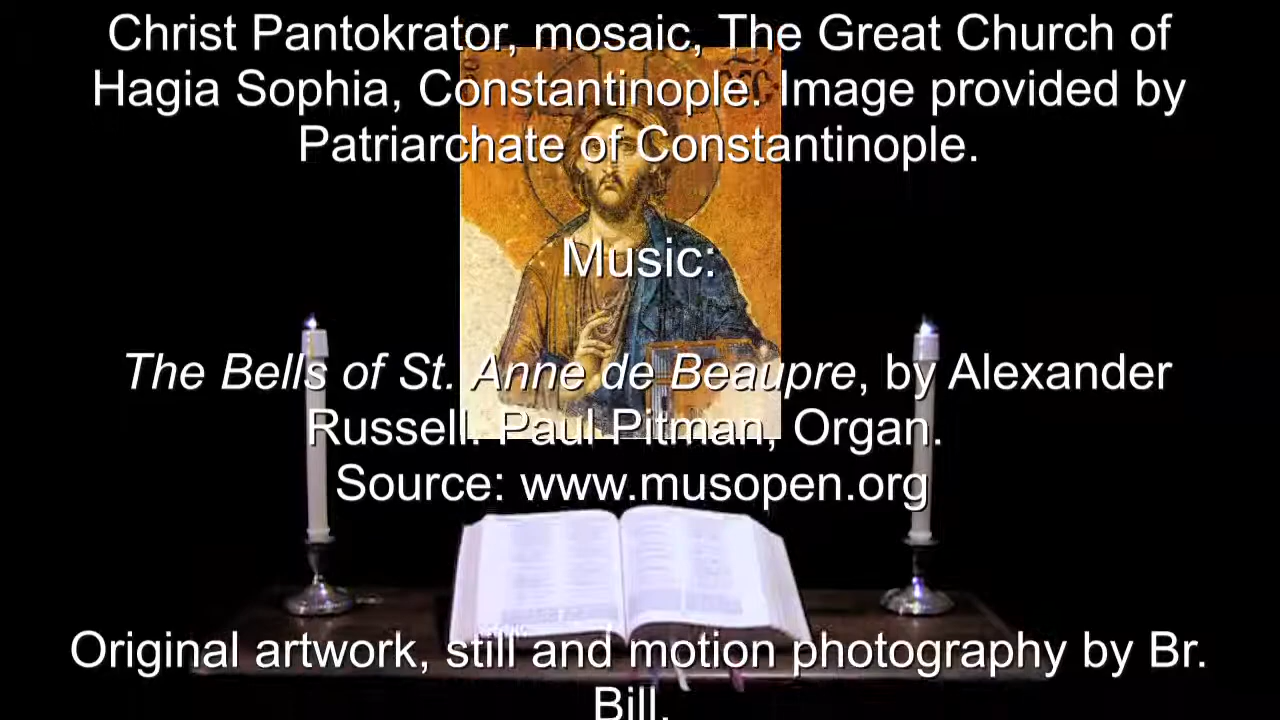 Christ Pantokrator, mosaic, The Great Church of
Hagia Sophia, Constantinople. Image provided by
Patriarchate of Constantinople.
Music:
The Bells of St. Anne de Beaupre, by Alexander
Russell. Paul Pitman, Organ.
Source: www.musopen.org
Original artwork, still and motion photography by Br.
Bill.